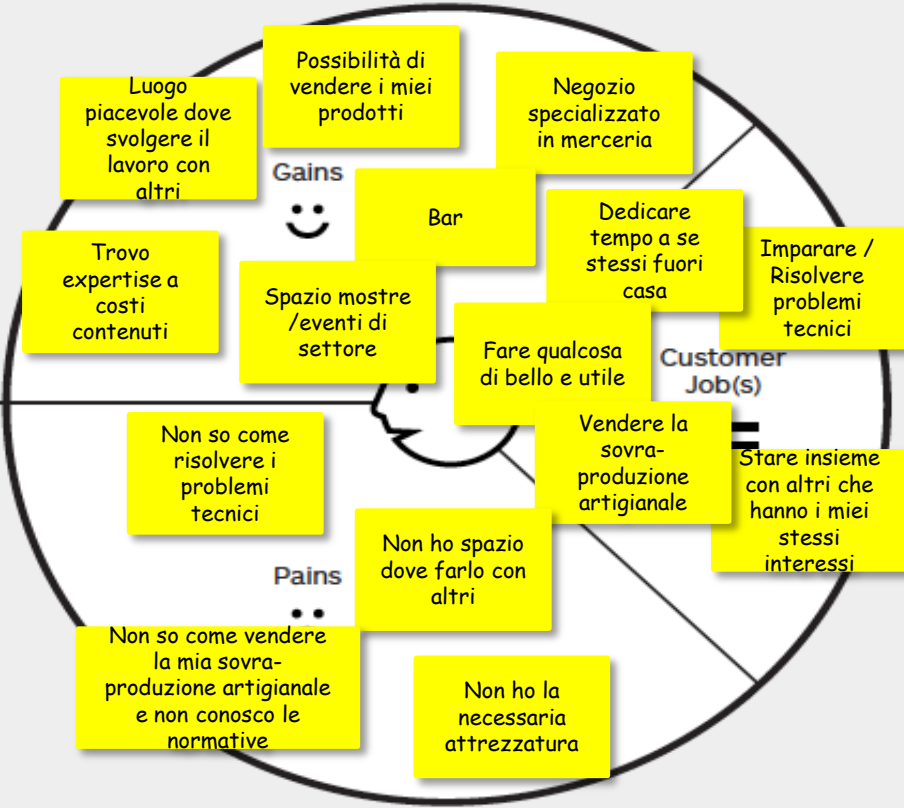 Possibilità di
vendere i miei
prodotti
Luogo
piacevole dove
svolgere il
lavoro con
altri
Negozio
specializzato
in merceria
Gains
Bar
Dedicare
tempo a se
stessi fuori
casa
Trovo
expertise a
costi
contenuti
Imparare /
Risolvere
problemi
tecnici
Spazio mostre
/eventi di
settore
Fare qualcosa
di bello e utile
Customer
Job(s)
Non so come
risolvere i
problemi
tecnici
Vendere la
sovra-
produzione
artigianale
Stare insieme
con altri che
hanno i miei
stessi
interessi
Non ho spazio
dove farlo con
altri
Pains
Non so come vendere
la mia sovra-
produzione artigianale
e non conosco le
normative
Non ho la
necessaria
attrezzatura